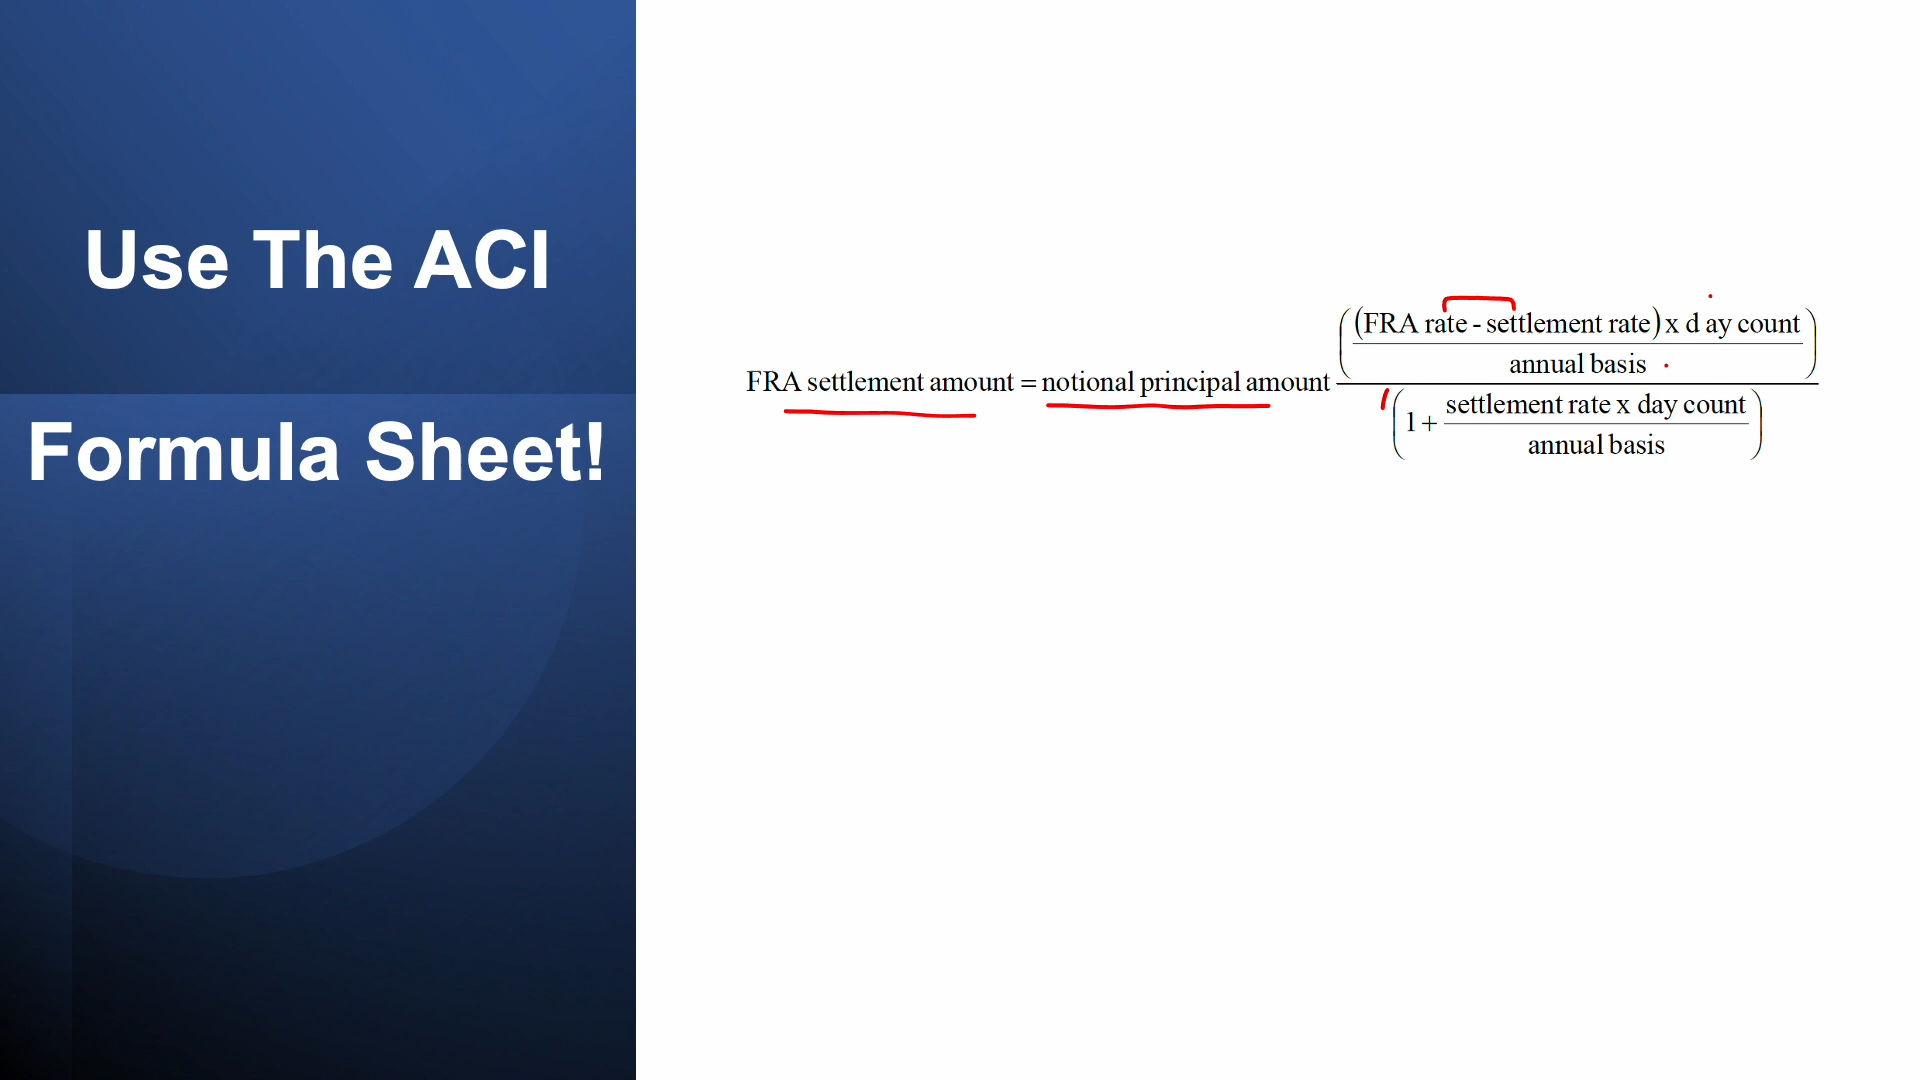 Use The ACI
Formula Sheet!
FRA settlement amount = notional principal amount
(FRA rate - settlement rate) x d ay count
annual basis
1 + settlement rate x day count
annual basis